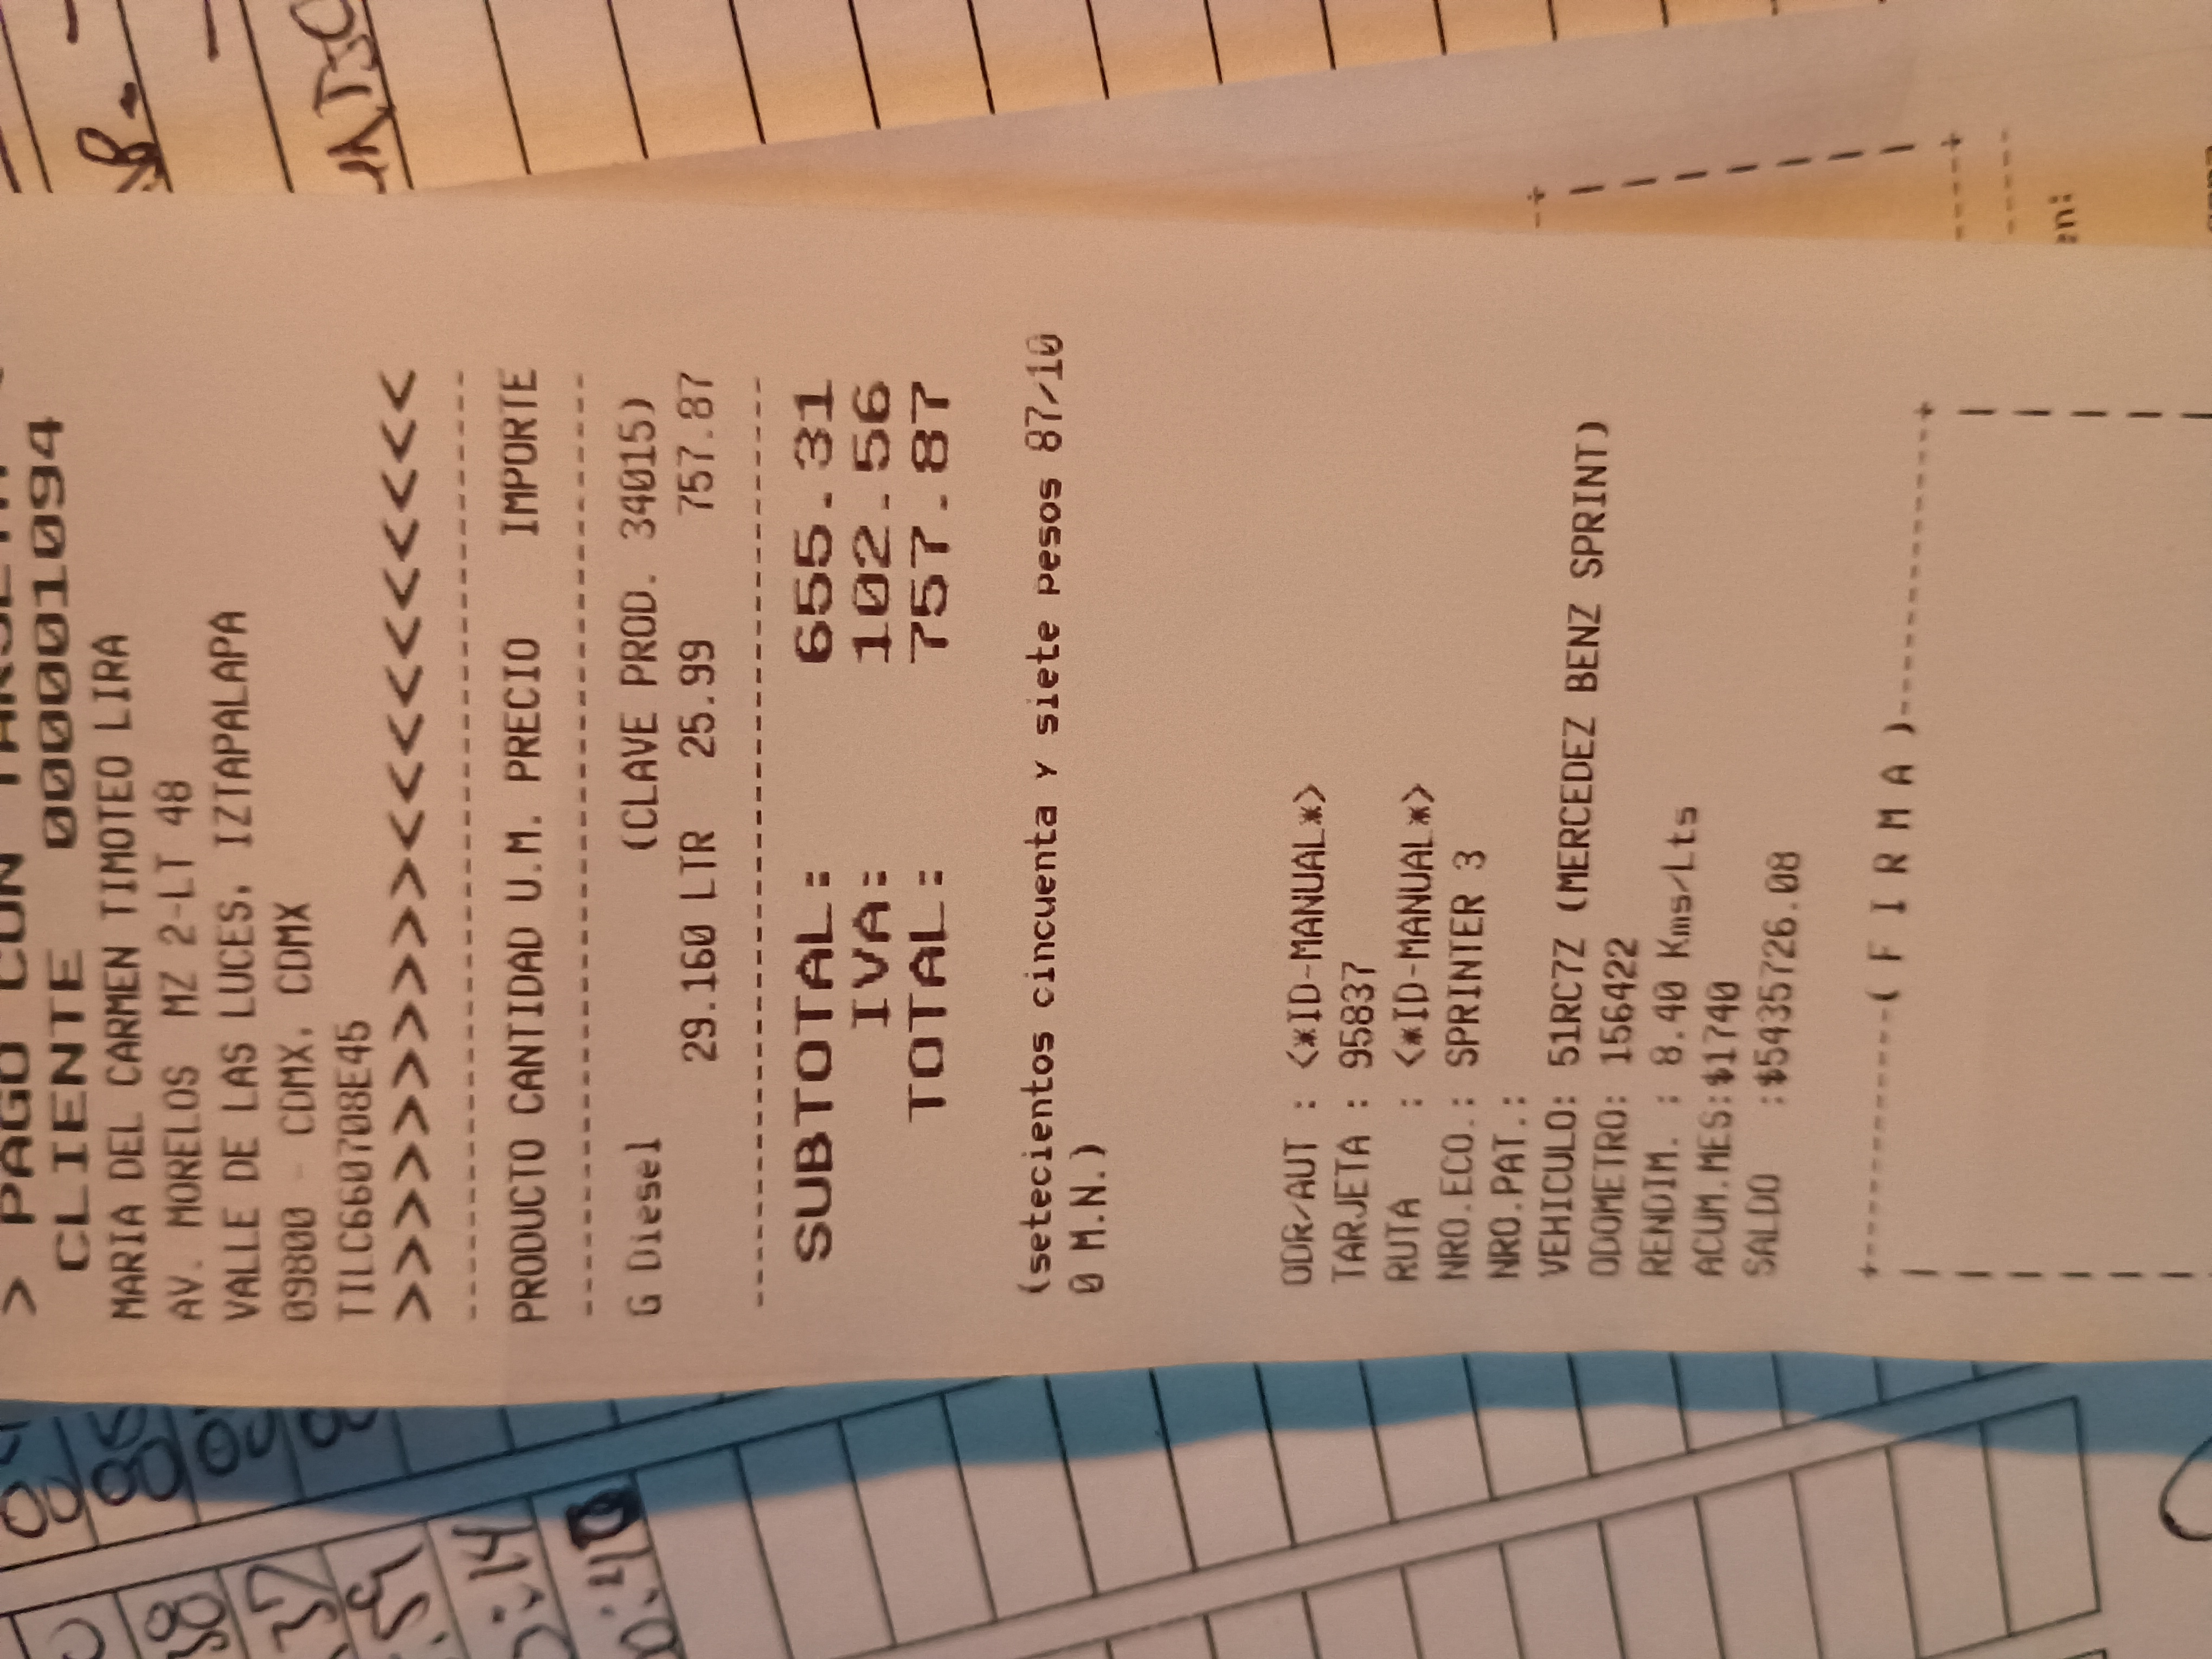 > PAGO CON TARJETA
CLIENTE 0000001094
MARIA DEL CARMEN TIMOTEO LIRA
AV. MORELOS MZ 2-LT 48
VALLE DE LAS LUCES, IZTAPALAPA
09800 - CDMX, CDMX
TILC660708E45
>>>>>>>>><<<<<<<<<
PRODUCTO CANTIDAD U.M. PRECIO IMPORTE
G Diesel (CLAVE PROD. 34015)
29.160 LTR 25.99 757.87
SUBTOTAL: 655.31
IVA: 102.56
TOTAL: 757.87
(setecientos cincuenta y siete pesos 87/10
0 M.N.)
ODR/AUT : <*ID-MANUAL*>
TARJETA : 95837
RUTA : <*ID-MANUAL*>
NRO.ECO.: SPRINTER 3
NRO.PAT.:
VEHICULO: 51RC7Z (MERCEDEZ BENZ SPRINT)
ODOMETRO: 156422
RENDIM. : 8.40 Kms/Lts
ACUM.MES:$1740
SALDO :$5435726.08
+--------( F I R M A )---------------+